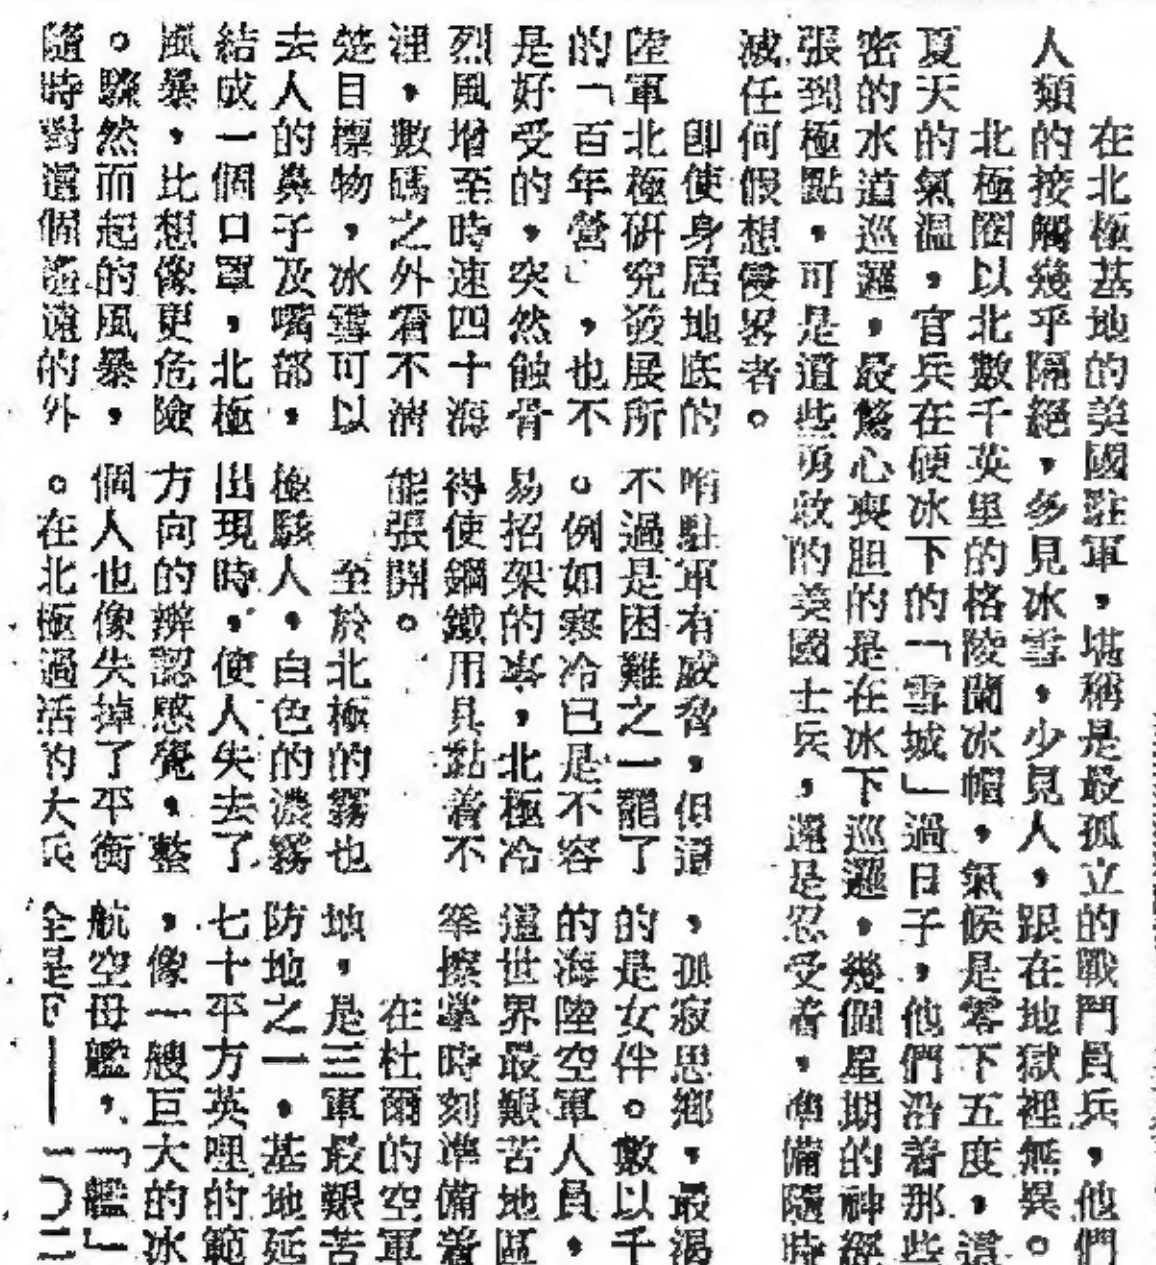 在北極基地的美國駐軍，堪稱是最孤立的戰鬥員兵，他們
人類的接觸幾乎隔絕，多見冰雪，少見人，跟在地獄裡無異。
北極圈以北數千英里的格陵蘭冰帽，氣候是零下五度，這
夏天的氣溫，官兵在硬冰下的「雪城」過日子，他們沿着那些
密的水道巡邏，最驚心喪胆的是在冰下巡邏，幾個星期的神經
張到極點，可是這些勇敢的美國士兵，還是忍受着，準備隨時
滅任何假想侵畧者。
即使身居地底的
陸軍北極研究發展所
的「百年營」，也不
是好受的，突然蝕骨
烈風增至時速四十海
浬，數碼之外看不清
楚目標物，冰雪可以
去人的鼻子及嘴部，
結成一個口罩，北極
風暴，比想像更危險
。驟然而起的風暴，
隨時對這個遙遠的外
哨駐軍有威脅，但這
不過是困難之一罷了
。例如寒冷已是不容
易招架的事，北極冷
得使鋼鐵用具黏着不
能張開。
至於北極的霧也
極駭人，白色的濃霧
出現時，使人失去了
方向的辨認感覺，整
個人也像失掉了平衡
。在北極過活的大兵
，孤寂思鄉，最渴
的是女伴。數以千
的海陸空軍人員，
這世界最艱苦地區
拳擦掌時刻準備着
在杜爾的空軍
地，是三軍最艱苦
防地之一，基地延
七十平方英哩的範
，像一艘巨大的冰
航空母艦，「艦」
全是下——一〇二